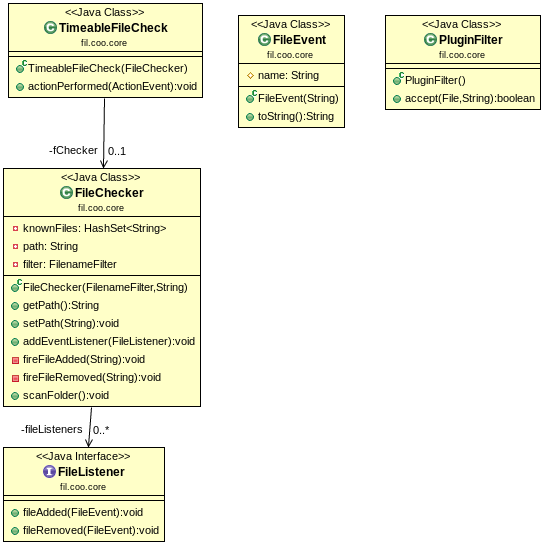 <<Java Class>>
TimeableFileCheck
fil.coo.core
TimeableFileCheck(FileChecker)
actionPerformed(ActionEvent):void
<<Java Class>>
FileEvent
fil.coo.core
name: String
FileEvent(String)
toString():String
<<Java Class>>
PluginFilter
fil.coo.core
PluginFilter()
accept(File,String):boolean
-fChecker 0..1
<<Java Class>>
FileChecker
fil.coo.core
knownFiles: HashSet<String>
path: String
filter: FilenameFilter
FileChecker(FilenameFilter,String)
getPath():String
setPath(String):void
addEventListener(FileListener):void
fireFileAdded(String):void
fireFileRemoved(String):void
scanFolder():void
-fileListeners 0..*
<<Java Interface>>
FileListener
fil.coo.core
fileAdded(FileEvent):void
fileRemoved(FileEvent):void